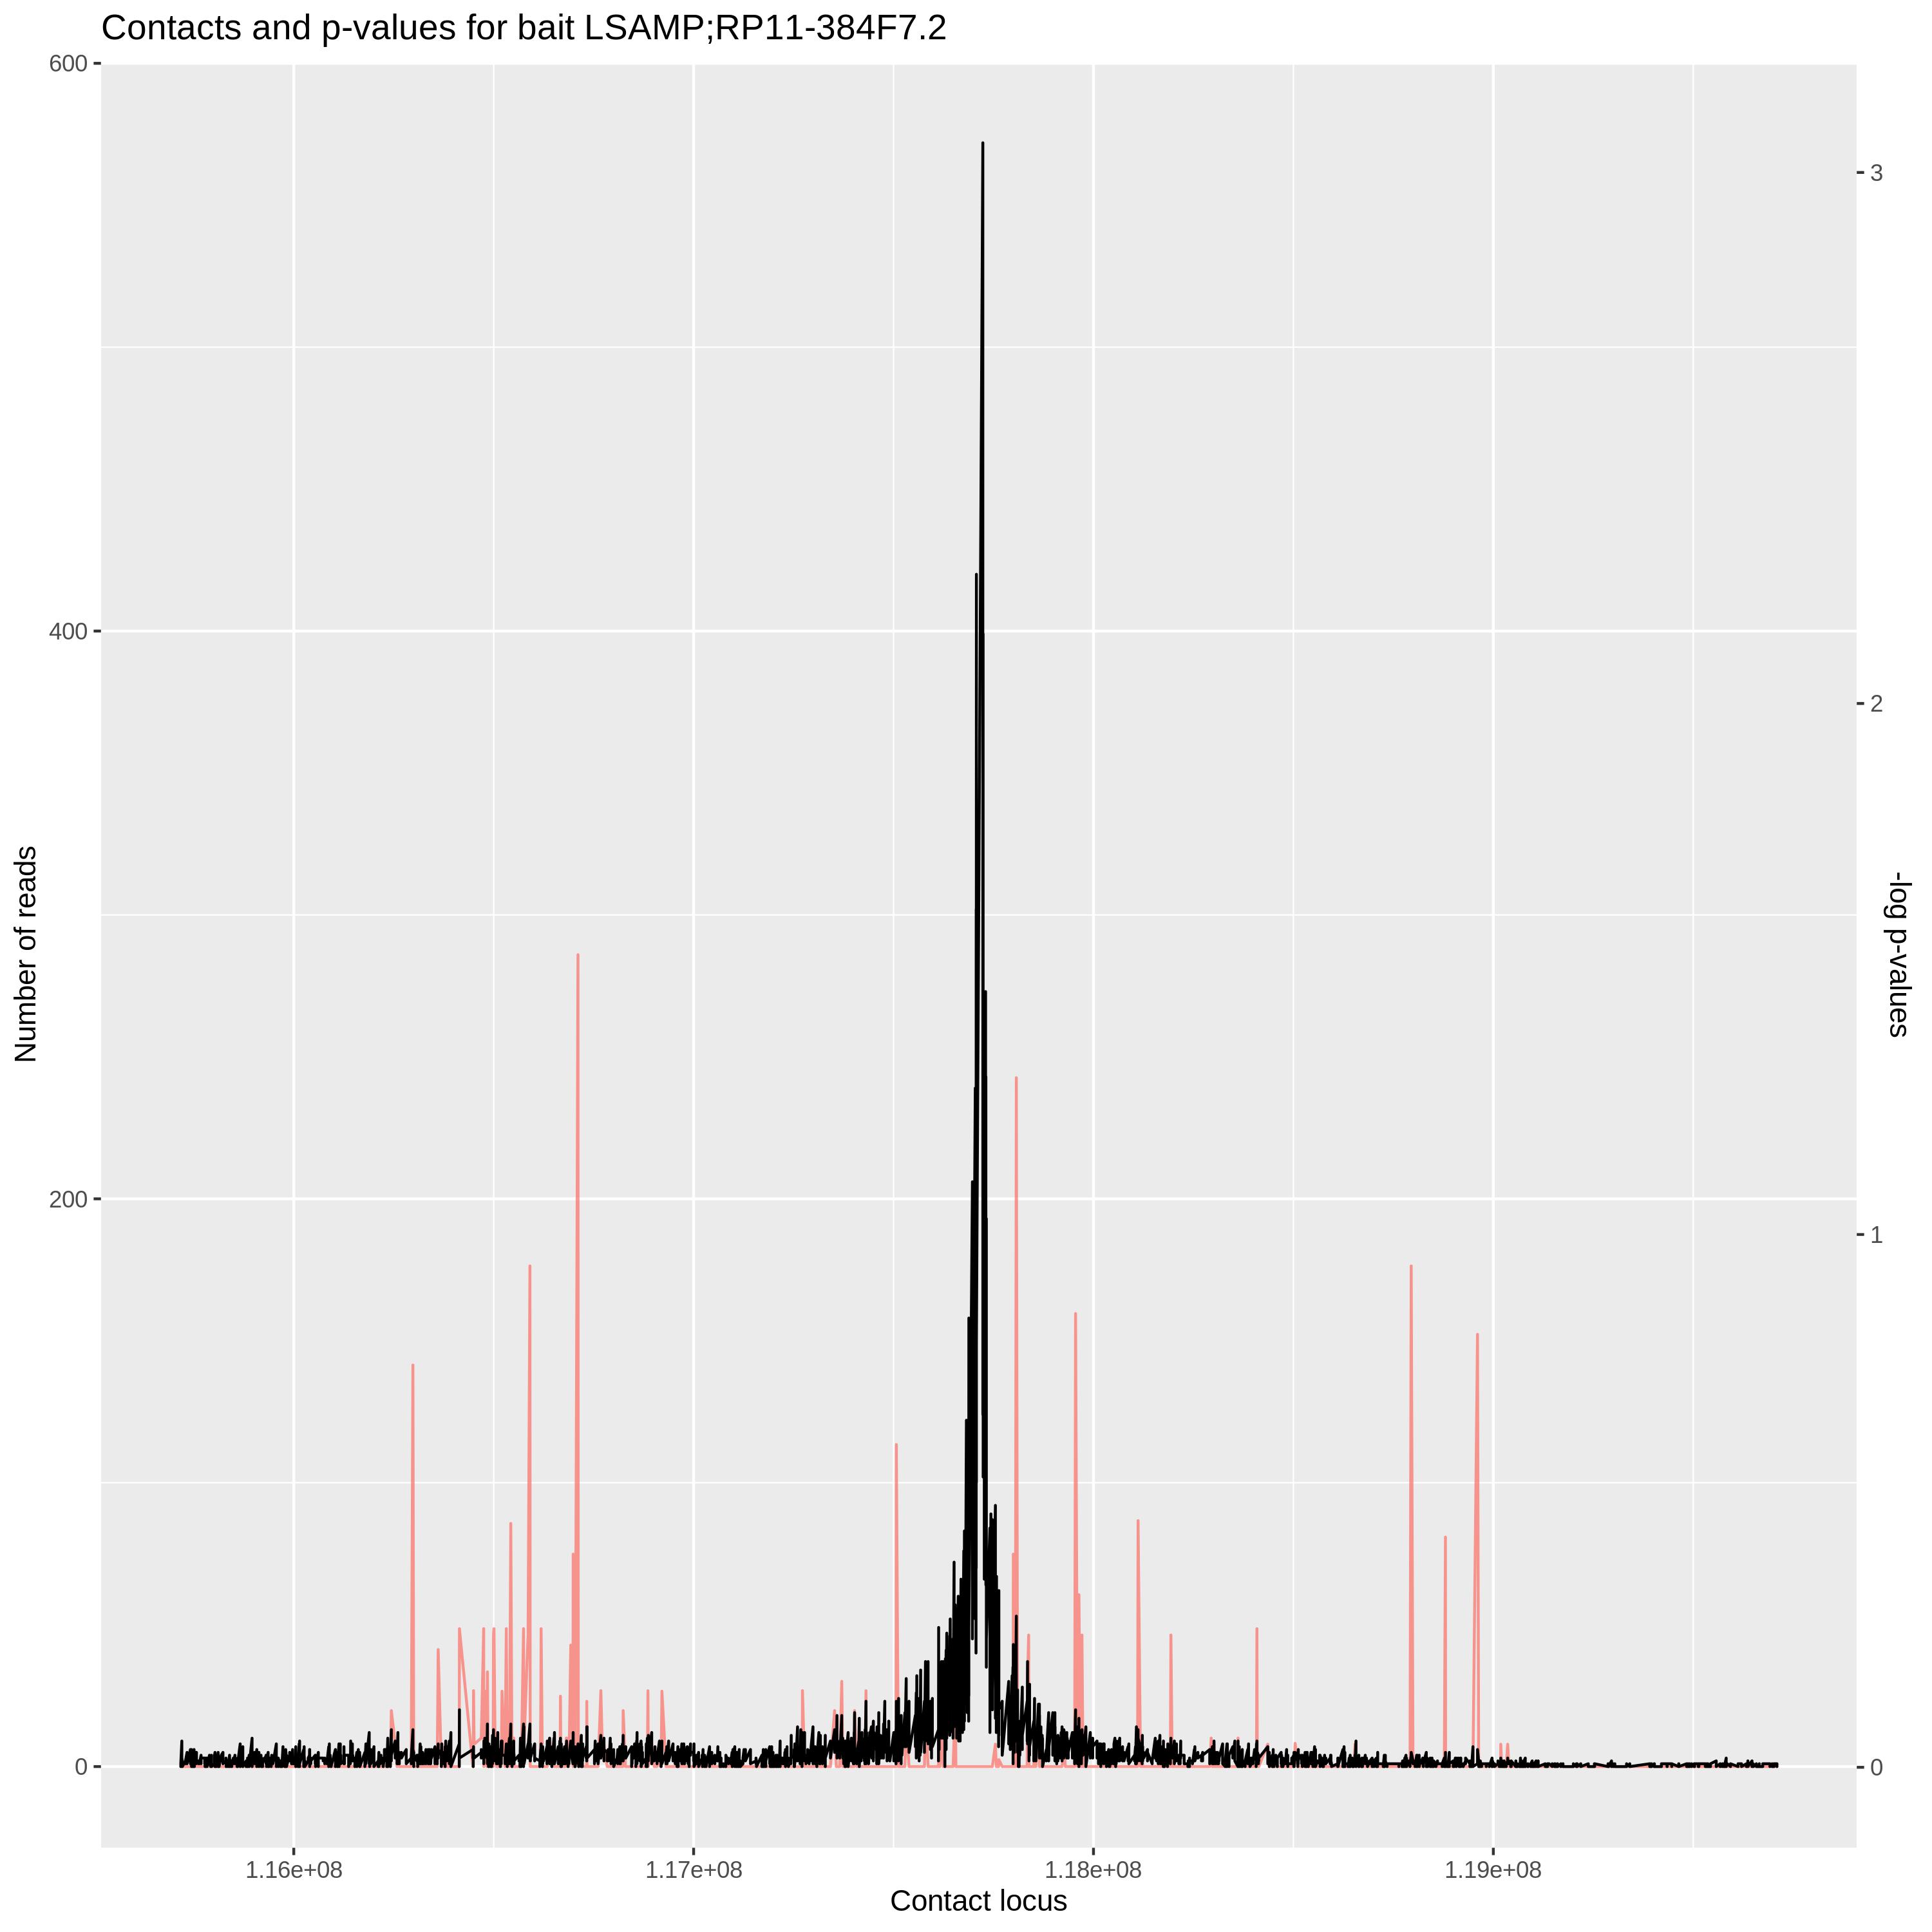 Contacts and p-values for bait LSAMP;RP11-384F7.2
600
400
200
0
Number of reads
3
2
1
0
-log p-values
1.16e+08
1.17e+08
1.18e+08
1.19e+08
Contact locus